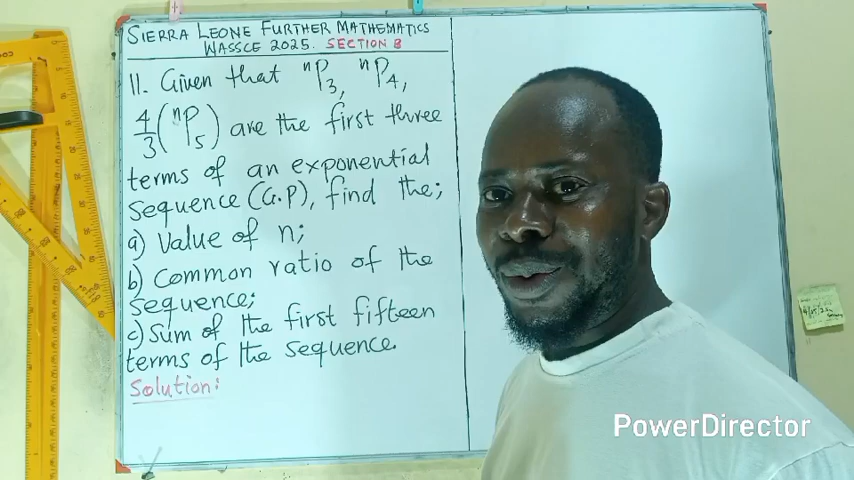 SIERRA LEONE FURTHER MATHEMATICS
WASSCE 2025. SECTION B
11. Given that ⁿP₃, ⁿP₄,
4/3(ⁿP₅) are the first three
terms of an exponential
sequence (G.P), find the;
a) Value of n;
b) Common ratio of the
sequence;
c) Sum of the first fifteen
terms of the sequence.
Solution:
PowerDirector